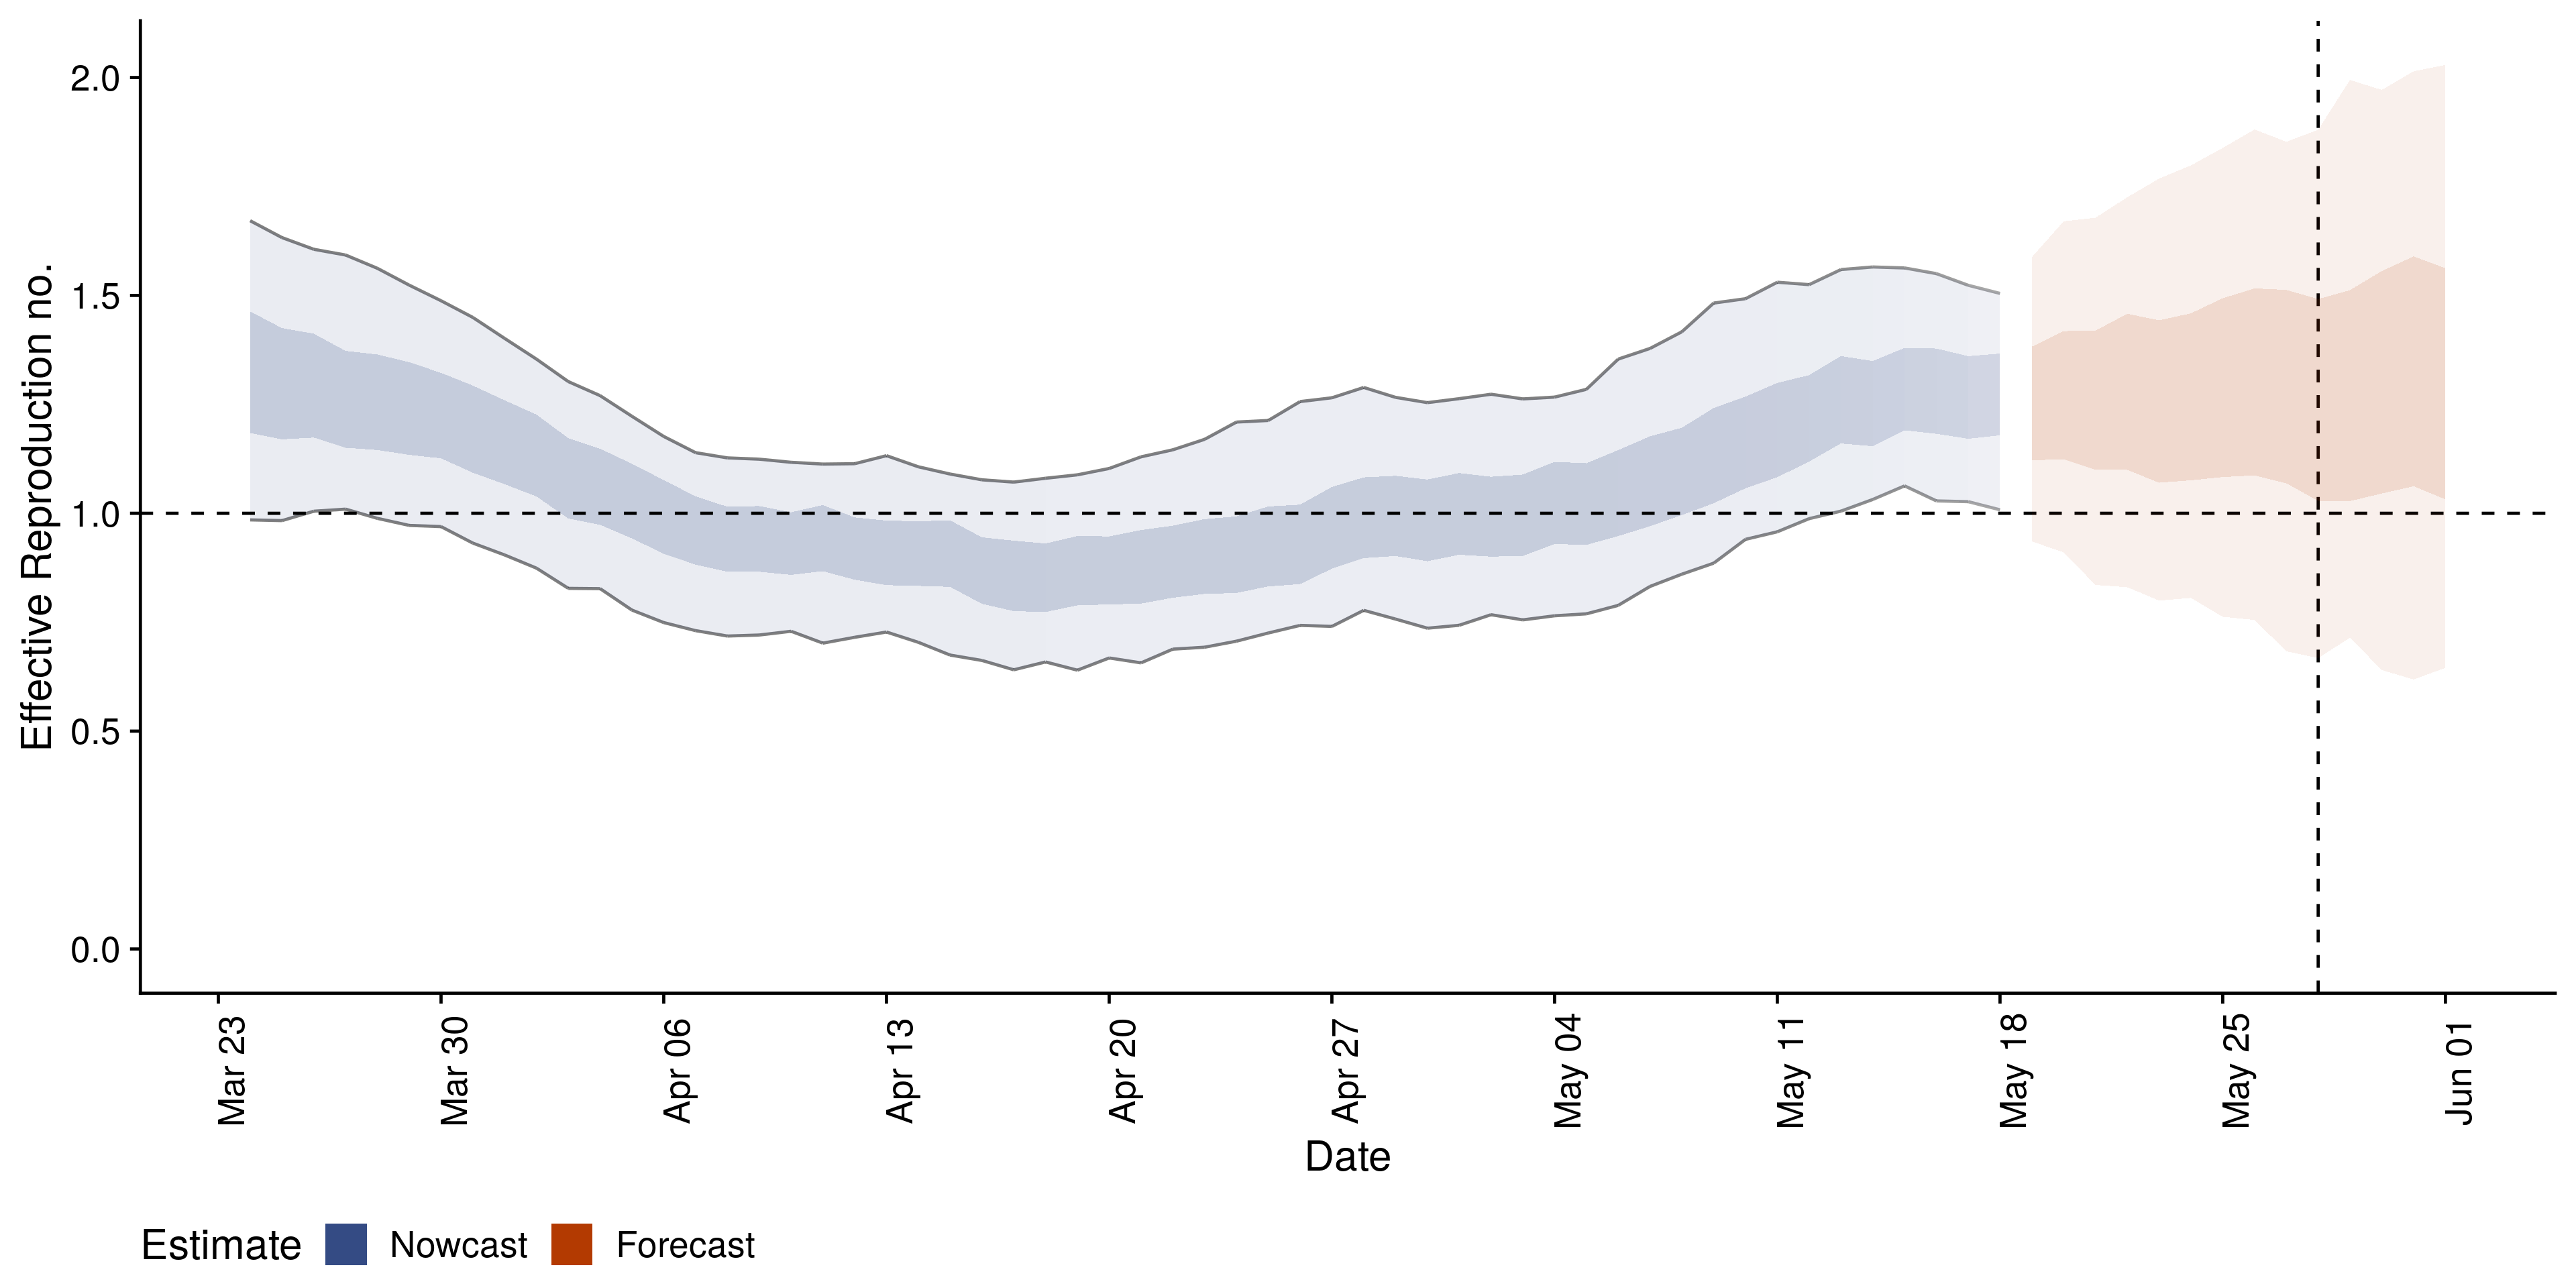 Effective Reproduction no.
2.0
1.5
1.0
0.5
0.0
Mar 23
Mar 30
Apr 06
Apr 13
Apr 20
Apr 27
May 04
May 11
May 18
May 25
Jun 01
Date
Estimate Nowcast Forecast